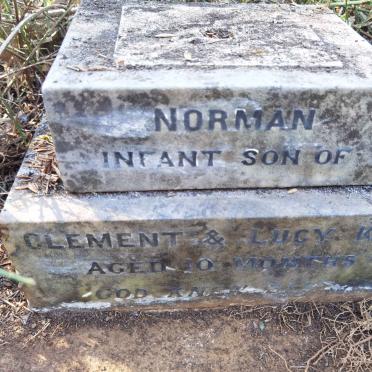 NORMAN
INFANT SON OF
CLEMENT & LUCY K
AGED 10 MONTHS
GOD